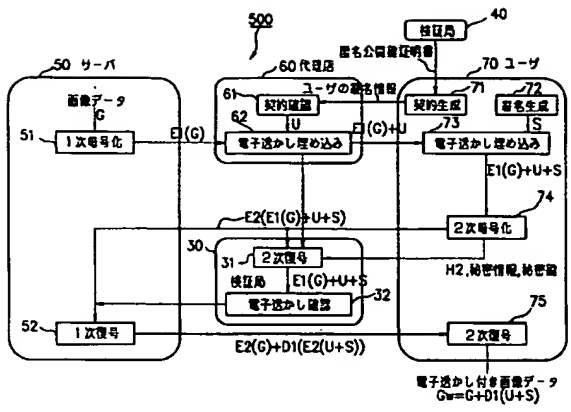 500
40
検証局
匿名公開鍵証明書
50 サーバ
画像データ
G
51
1次暗号化
E1(G)
60 代理店
ユーザの署名情報
61
契約確認
62
U
電子透かし埋め込み
E1(G)+U
70 ユーザ
71
契約生成
72
署名生成
73
S
電子透かし埋め込み
E1(G)+U+S
74
2次暗号化
E2(E1(G)+U+S)
30
31
2次復号
検証局
E1(G)+U+S
電子透かし確認
32
H2,秘密情報,秘密鍵
52
1次復号
E2(G)+D1(E2(U+S))
75
2次復号
電子透かし付き画像データ
Gw=G+D1(U+S)